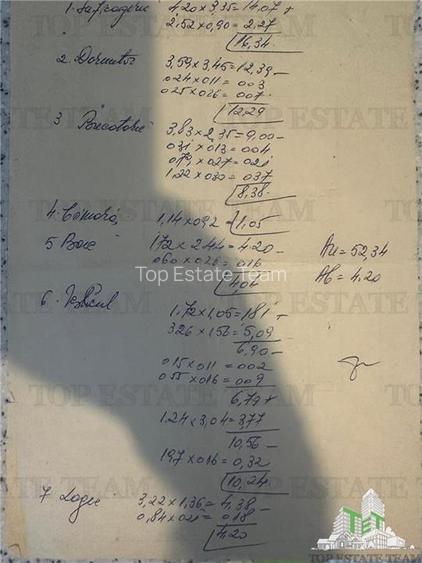 1. Sufragerie 4,20 x 3,35 = 14,07 +
2,52 x 0,90 = 2,27
16,34
2. Dormitor 3,59 x 3,45 = 12,39 -
0,24 x 0,11 = 0,03
0,25 x 0,26 = 0,07 -
12,29
3 Bucatarie 3,83 x 2,35 = 9,00 -
0,31 x 0,13 = 0,04
0,79 x 0,27 = 0,21
1,22 x 0,30 = 0,37
8,38
4. Cămară 1,14 x 0,92 = 1,05
5 Baie 1,72 x 2,44 = 4,20 - Au = 52,34
0,60 x 0,26 = 0,16
4,04 Ab = 4,20
Top Estate Team
6. 1,72 x 1,05 = 1,81 +
3,26 x 1,56 = 5,09
6,90 -
0,15 x 0,11 = 0,02
0,55 x 0,16 = 0,09
6,79 +
1,24 x 3,04 = 3,77
10,56 -
1,97 x 0,16 = 0,32
10,24
7 Logie 3,22 x 1,36 = 4,38 -
0,84 x 0,21 = 0,18
4,20
TOP ESTATE TEAM
TET